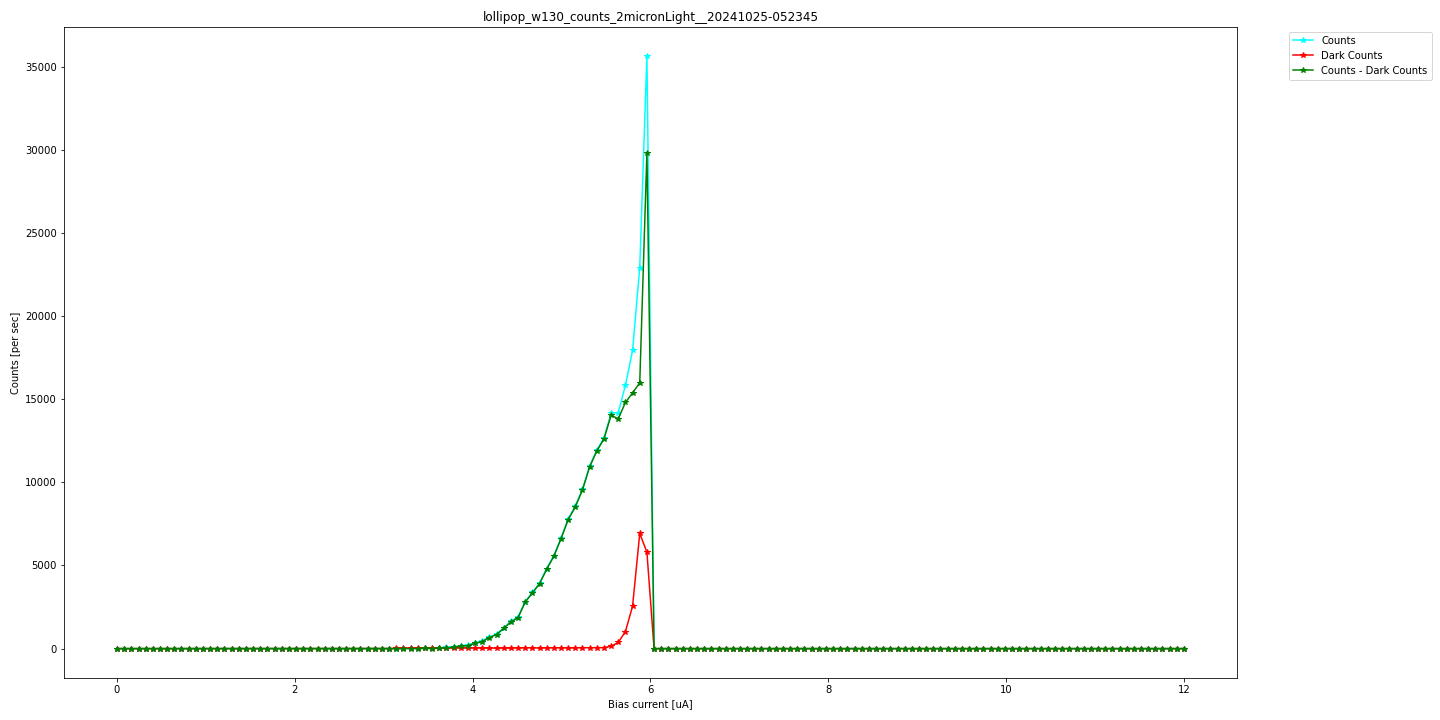 lollipop_w130_counts_2micronLight__20241025-052345
Counts
Dark Counts
Counts - Dark Counts
35000
30000
25000
20000
15000
10000
5000
0
Counts [per sec]
0 2 4 6 8 10 12
Bias current [uA]